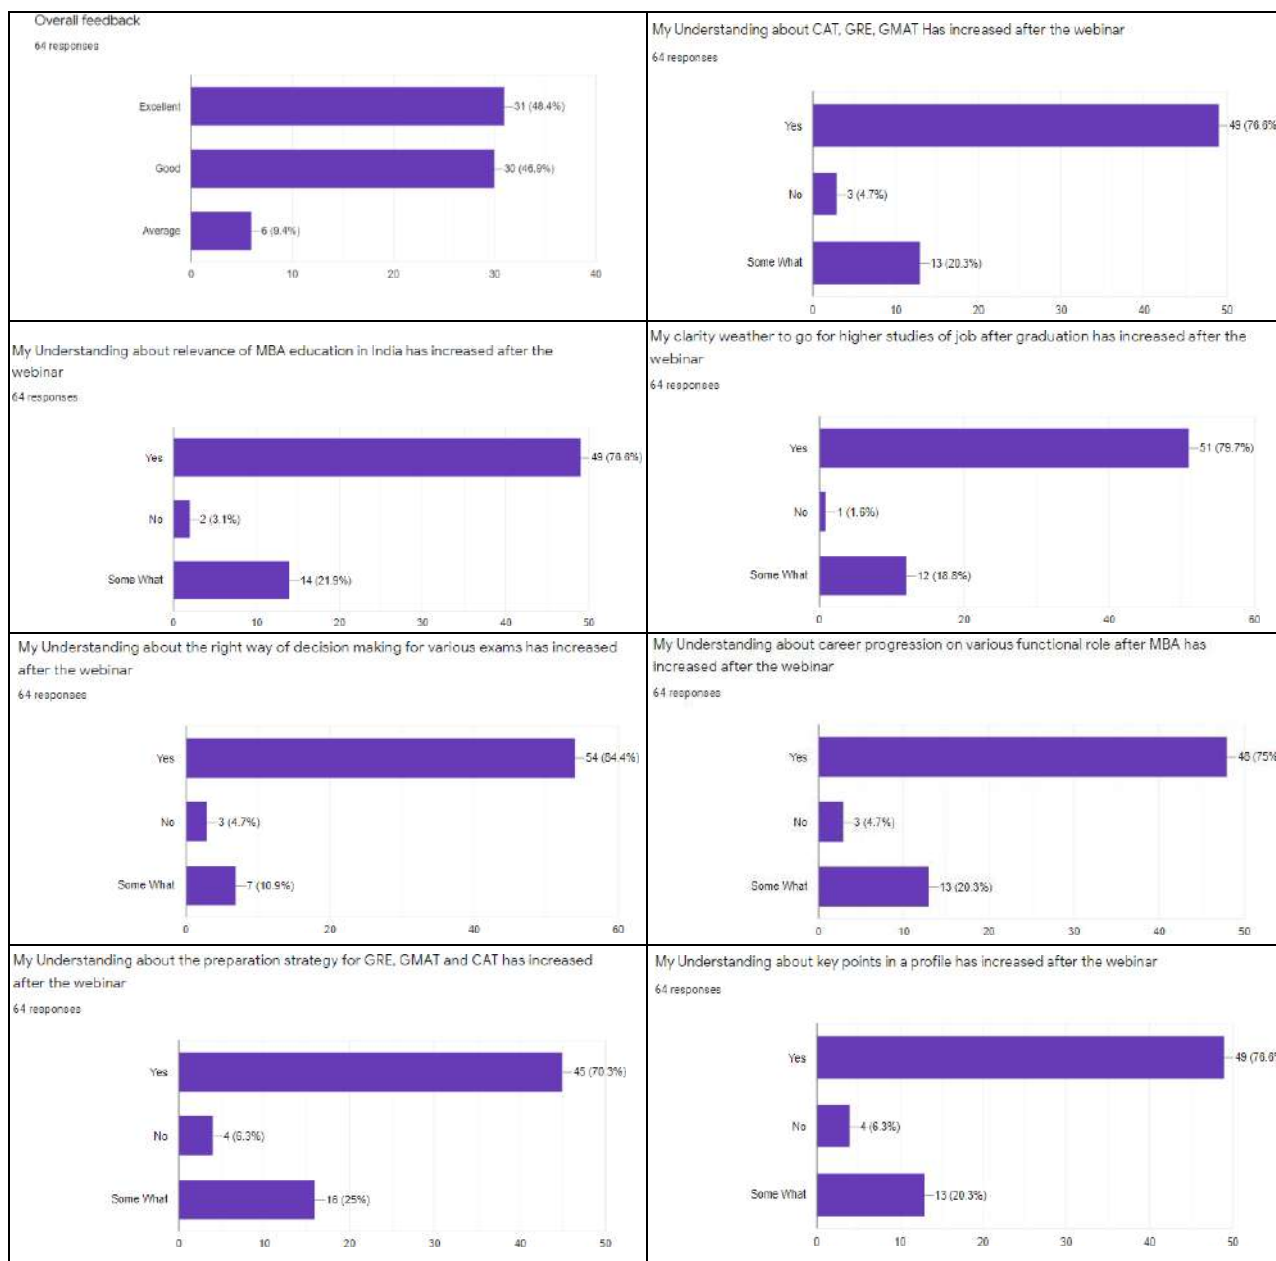 Overall feedback
64 responses
Excellent
31 (48.4%)
Good
30 (46.9%)
Average
6 (9.4%)
0 10 20 30 40
My Understanding about CAT, GRE, GMAT Has increased after the webinar
64 responses
Yes
49 (76.6%
No
3 (4.7%)
Some What
13 (20.3%)
0 10 20 30 40 50
My Understanding about relevance of MBA education in India has increased after the
webinar
64 responses
Yes
49 (76.6%)
No
2 (3.1%)
Some What
14 (21.9%)
0 10 20 30 40 50
My clarity weather to go for higher studies of job after graduation has increased after the
webinar
64 responses
Yes
51 (79.7%)
No
1 (1.6%)
Some What
12 (18.8%)
0 20 40 60
My Understanding about the right way of decision making for various exams has increased
after the webinar
64 responses
Yes
54 (84.4%)
No
3 (4.7%)
Some What
7 (10.9%)
0 20 40 60
My Understanding about career progression on various functional role after MBA has
increased after the webinar
64 responses
Yes
48 (75%
No
3 (4.7%)
Some What
13 (20.3%)
0 10 20 30 40 50
My Understanding about the preparation strategy for GRE, GMAT and CAT has increased
after the webinar
64 responses
Yes
45 (70.3%)
No
4 (6.3%)
Some What
16 (25%)
0 10 20 30 40 50
My Understanding about key points in a profile has increased after the webinar
64 responses
Yes
49 (76.6%
No
4 (6.3%)
Some What
13 (20.3%)
0 10 20 30 40 50